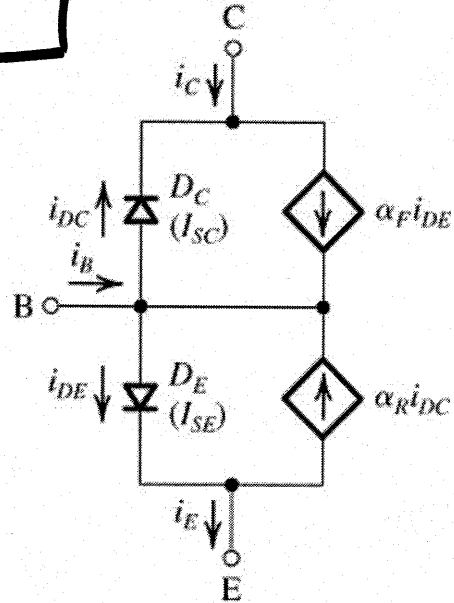 C
i_C
D_C
(I_SC)
i_DC
α_F i_DE
i_B
B
D_E
(I_SE)
i_DE
α_R i_DC
i_E
E